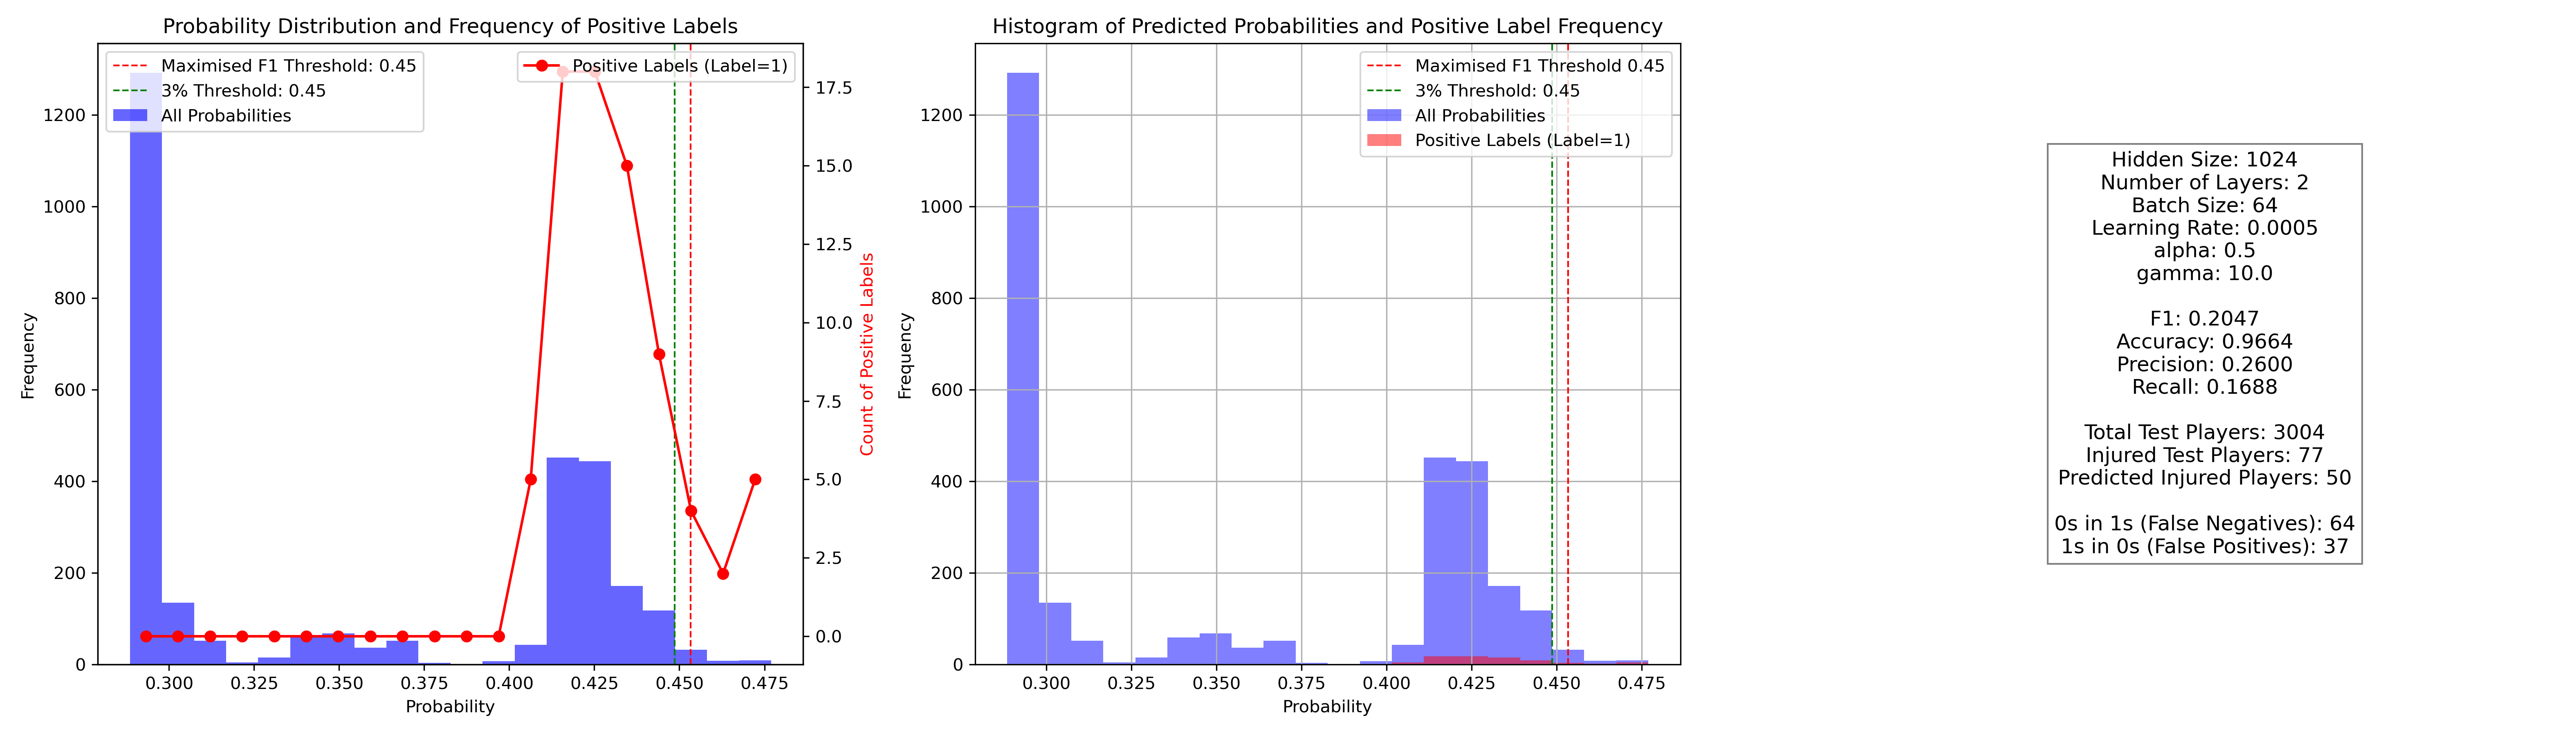 Probability Distribution and Frequency of Positive Labels
Maximised F1 Threshold: 0.45
3% Threshold: 0.45
All Probabilities
Positive Labels (Label=1)
Frequency
0
200
400
600
800
1000
1200
0.0
2.5
5.0
7.5
10.0
12.5
15.0
17.5
Count of Positive Labels
0.300 0.325 0.350 0.375 0.400 0.425 0.450 0.475
Probability
Histogram of Predicted Probabilities and Positive Label Frequency
Maximised F1 Threshold 0.45
3% Threshold: 0.45
All Probabilities
Positive Labels (Label=1)
Frequency
0
200
400
600
800
1000
1200
0.300 0.325 0.350 0.375 0.400 0.425 0.450 0.475
Probability
Hidden Size: 1024
Number of Layers: 2
Batch Size: 64
Learning Rate: 0.0005
alpha: 0.5
gamma: 10.0
F1: 0.2047
Accuracy: 0.9664
Precision: 0.2600
Recall: 0.1688
Total Test Players: 3004
Injured Test Players: 77
Predicted Injured Players: 50
0s in 1s (False Negatives): 64
1s in 0s (False Positives): 37